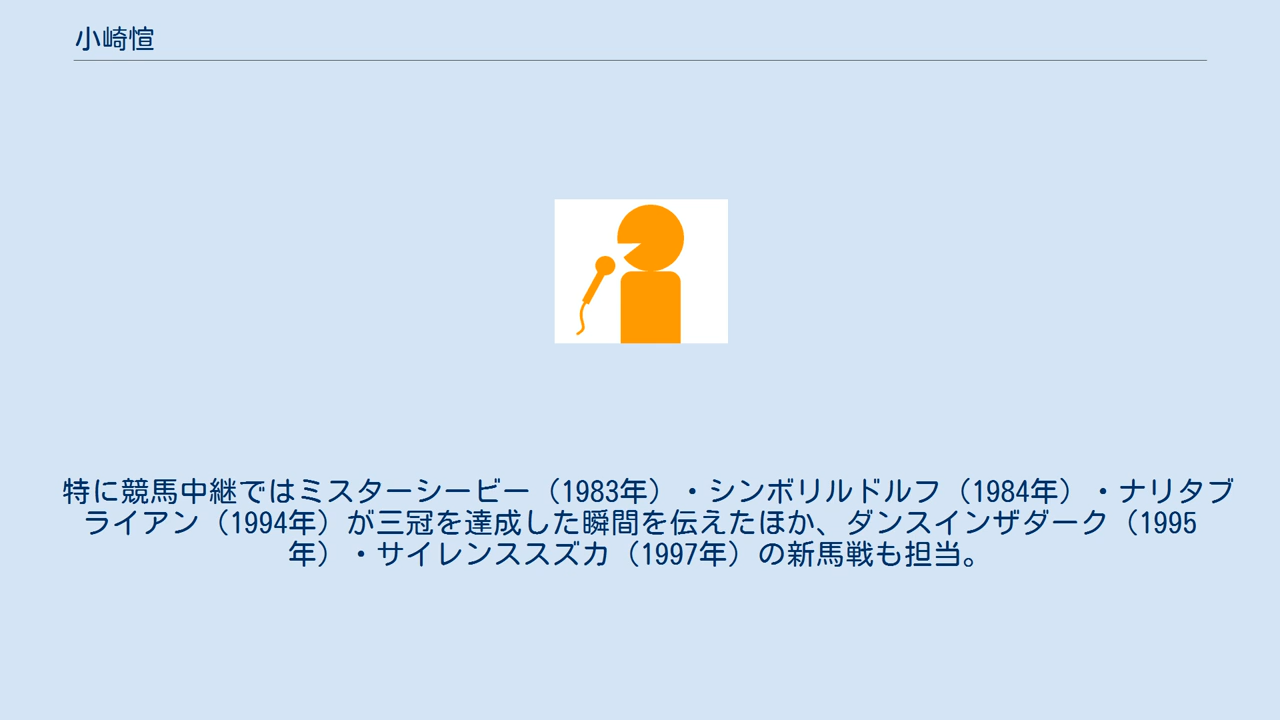 小崎愃
特に競馬中継ではミスターシービー（1983年）・シンボリルドルフ（1984年）・ナリタブ
ライアン（1994年）が三冠を達成した瞬間を伝えたほか、ダンスインザダーク（1995
年）・サイレンススズカ（1997年）の新馬戦も担当。